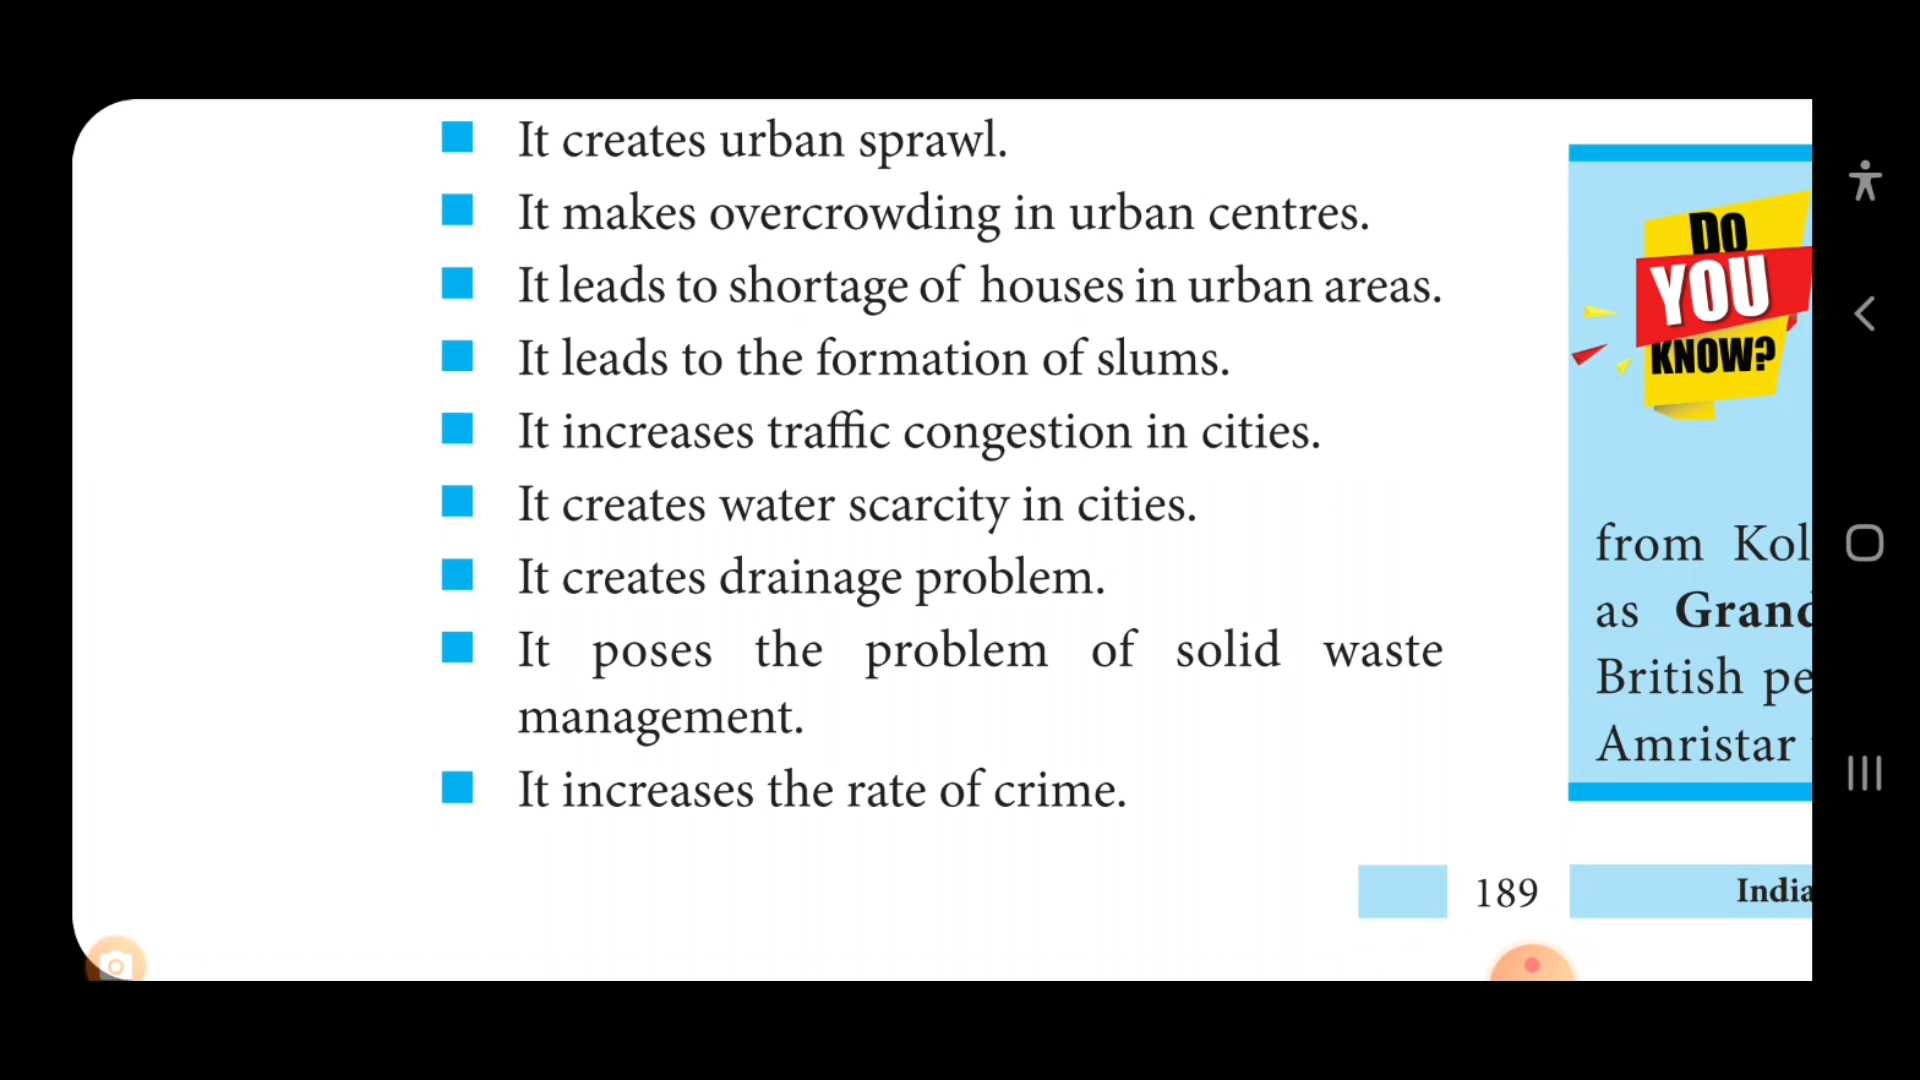 It creates urban sprawl.
It makes overcrowding in urban centres.
It leads to shortage of houses in urban areas.
It leads to the formation of slums.
It increases traffic congestion in cities.
It creates water scarcity in cities.
It creates drainage problem.
It poses the problem of solid waste
management.
It increases the rate of crime.
DO
YOU
KNOW?
from Kol
as Grand
British pe
Amristar
189
India